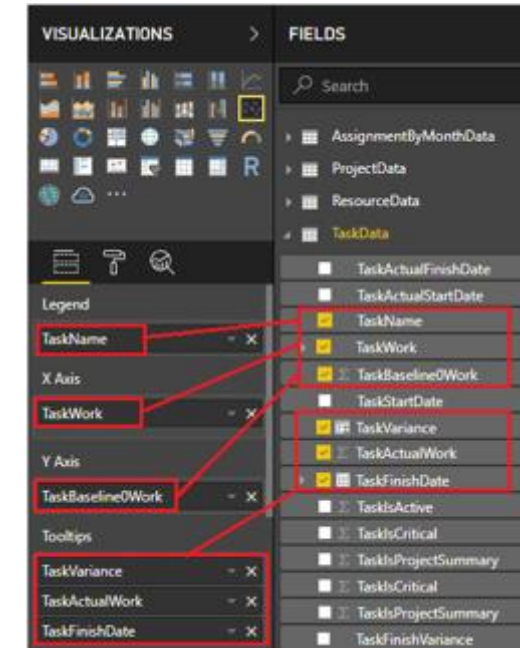 VISUALIZATIONS
Legend
TaskName
X Axis
TaskWork
Y Axis
TaskBaseline0Work
Tooltips
TaskVariance
TaskActualWork
TaskFinishDate
R
FIELDS
Search
AssignmentByMonthData
ProjectData
ResourceData
TaskData
TaskActualFinishDate
TaskActualStartDate
TaskName
TaskWork
TaskBaseline0Work
TaskStartDate
TaskVariance
TaskActualWork
TaskFinishDate
TaskIsActive
TaskIsCritical
TaskIsProjectSummary
TaskIsCritical
TaskIsProjectSummary
TaskFinishVariance